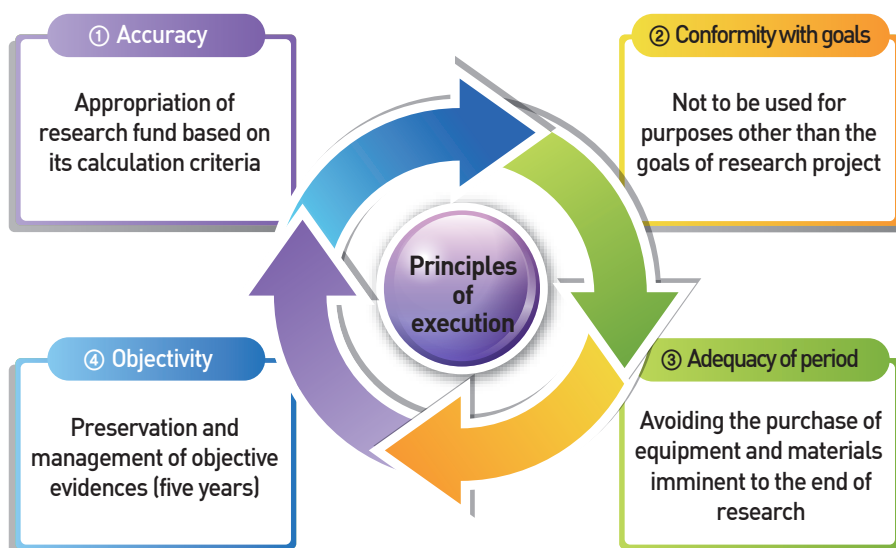 ① Accuracy
Appropriation of
research fund based on
its calculation criteria
② Conformity with goals
Not to be used for
purposes other than the
goals of research project
Principles
of
execution
④ Objectivity
Preservation and
management of objective
evidences (five years)
③ Adequacy of period
Avoiding the purchase of
equipment and materials
imminent to the end of
research